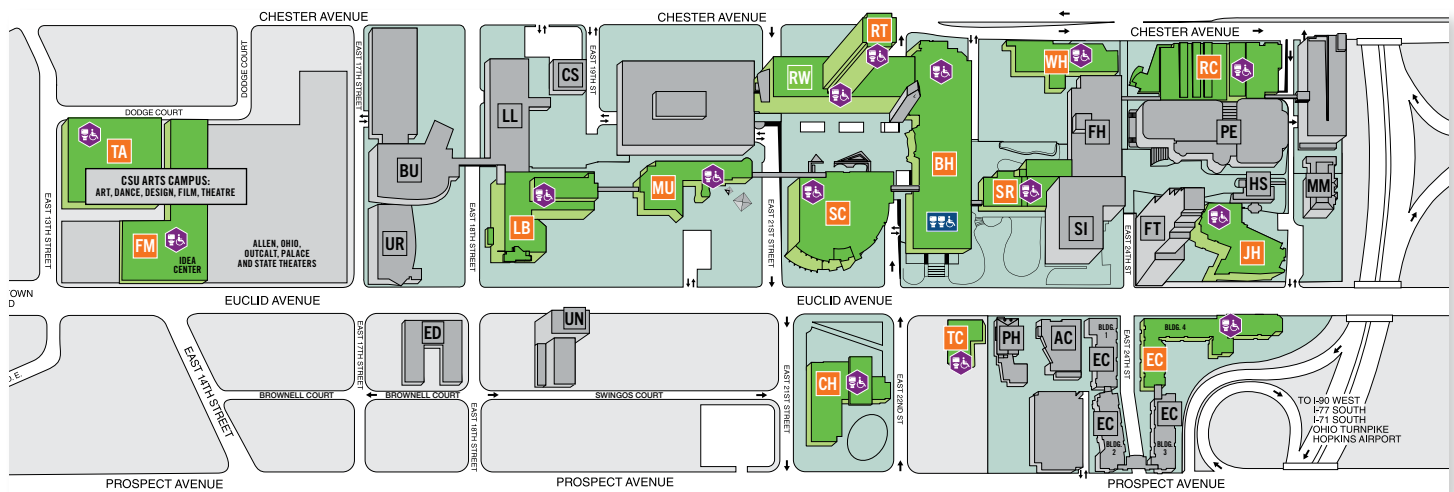 CHESTER AVENUE
CHESTER AVENUE
CHESTER AVENUE
EAST 17TH STREET
DODGE COURT
EAST 19TH ST
RT
RW
WH
RC
CS
LL
DODGE COURT
TA
BU
FH
PE
BH
CSU ARTS CAMPUS:
ART, DANCE, DESIGN, FILM, THEATRE
MU
SR
HS
MM
EAST 13TH STREET
SC
EAST 18TH STREET
EAST 21ST STREET
LB
UR
SI
FT
EAST 24TH ST
FM
IDEA
CENTER
ALLEN, OHIO,
OUTCALT, PALACE
AND STATE THEATERS
JH
TOWN
D
EUCLID AVENUE
EUCLID AVENUE
UN
ED
TC
PH
AC
BLDG.
1
EC
EAST 24TH ST
BLDG. 4
EC
EAST 14TH STREET
EAST 17TH STREET
CH
EAST 21ST STREET
EAST 22ND ST
D. E.
BROWNELL COURT
BROWNELL COURT
SWINGOS COURT
EAST 18TH STREET
EC
BLDG.
2
EC
BLDG.
3
TO I-90 WEST
I-77 SOUTH
I-71 SOUTH
OHIO TURNPIKE
HOPKINS AIRPORT
PROSPECT AVENUE
PROSPECT AVENUE
PROSPECT AVENUE